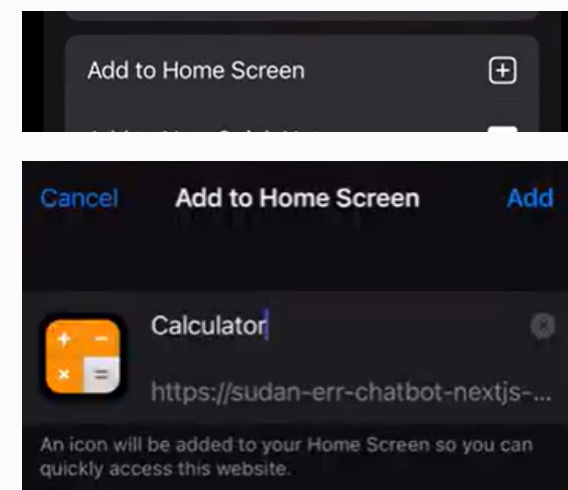 Add to Home Screen
Cancel Add to Home Screen Add
Calculator
https://sudan-err-chatbot-nextjs-...
An icon will be added to your Home Screen so you can
quickly access this website.